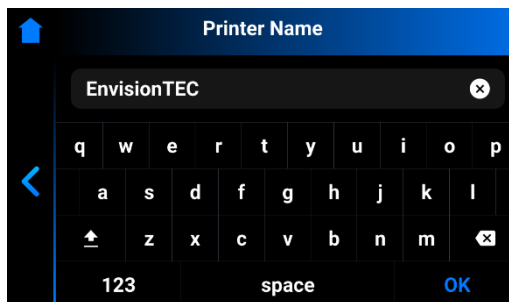 Printer Name
EnvisionTEC
q w e r t y u i o p
a s d f g h j k l
z x c v b n m
123 space OK